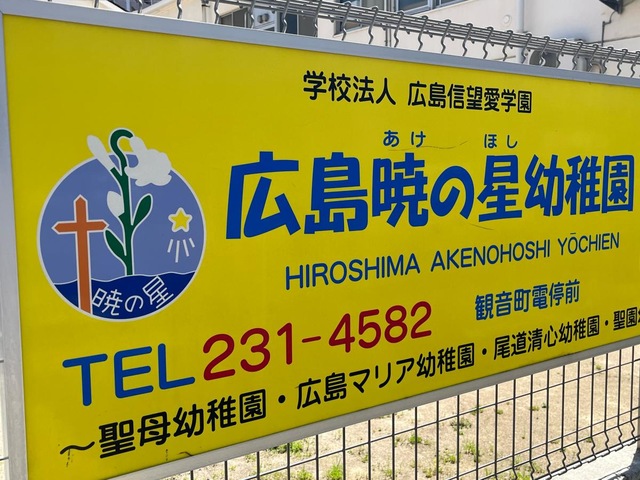 学校法人 広島信望愛学園
あけ ほし
広島暁の星幼稚園
HIROSHIMA AKENOHOSHI YŌCHIEN
暁の星
観音町電停前
TEL 231-4582
～聖母幼稚園・広島マリア幼稚園・尾道清心幼稚園・聖園